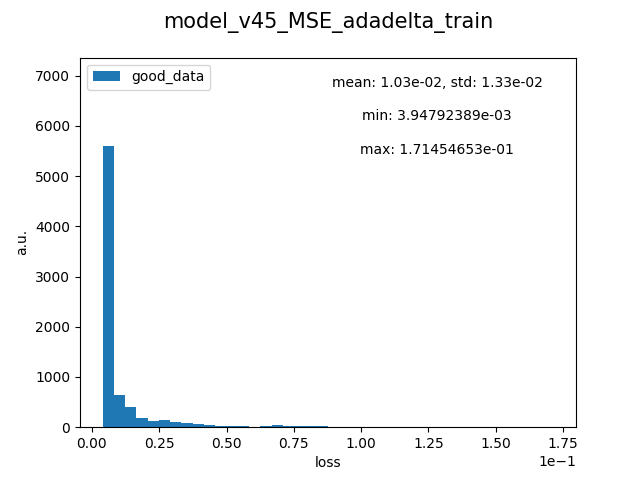 model_v45_MSE_adadelta_train
good_data
mean: 1.03e-02, std: 1.33e-02
min: 3.94792389e-03
max: 1.71454653e-01
7000
6000
5000
4000
3000
2000
1000
0
a.u.
0.00 0.25 0.50 0.75 1.00 1.25 1.50 1.75
1e−1
loss